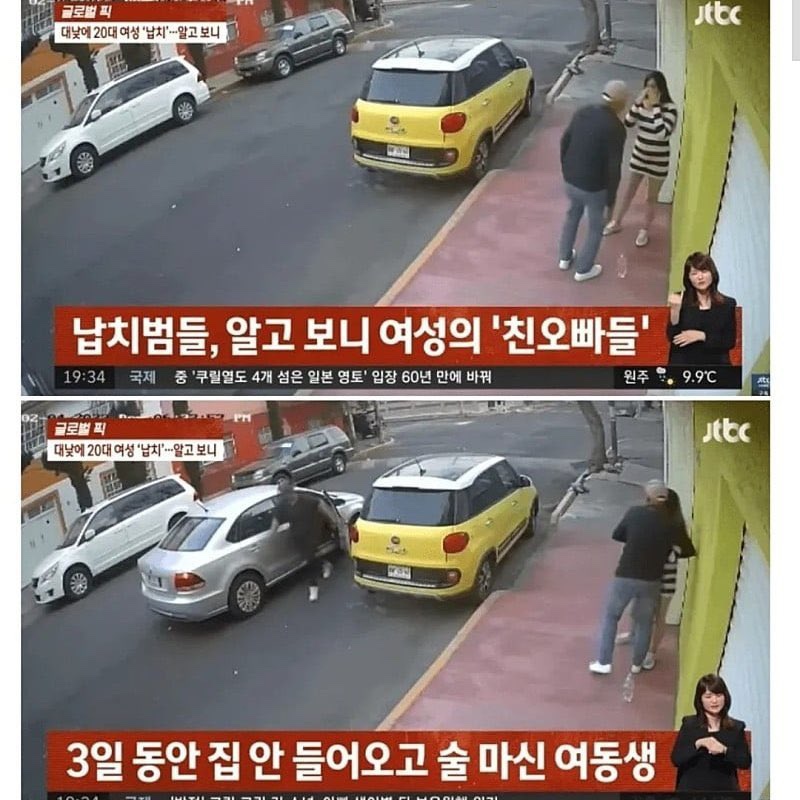 글로벌 픽
대낮에 20대 여성 '납치'…알고 보니
jtbc
납치범들, 알고 보니 여성의 '친오빠들'
19:34 국제 중 '쿠릴열도 4개 섬은 일본 영토' 입장 60년 만에 바꿔 원주 9.9℃
글로벌 픽
대낮에 20대 여성 '납치'…알고 보니
jtbc
3일 동안 집 안 들어오고 술 마신 여동생